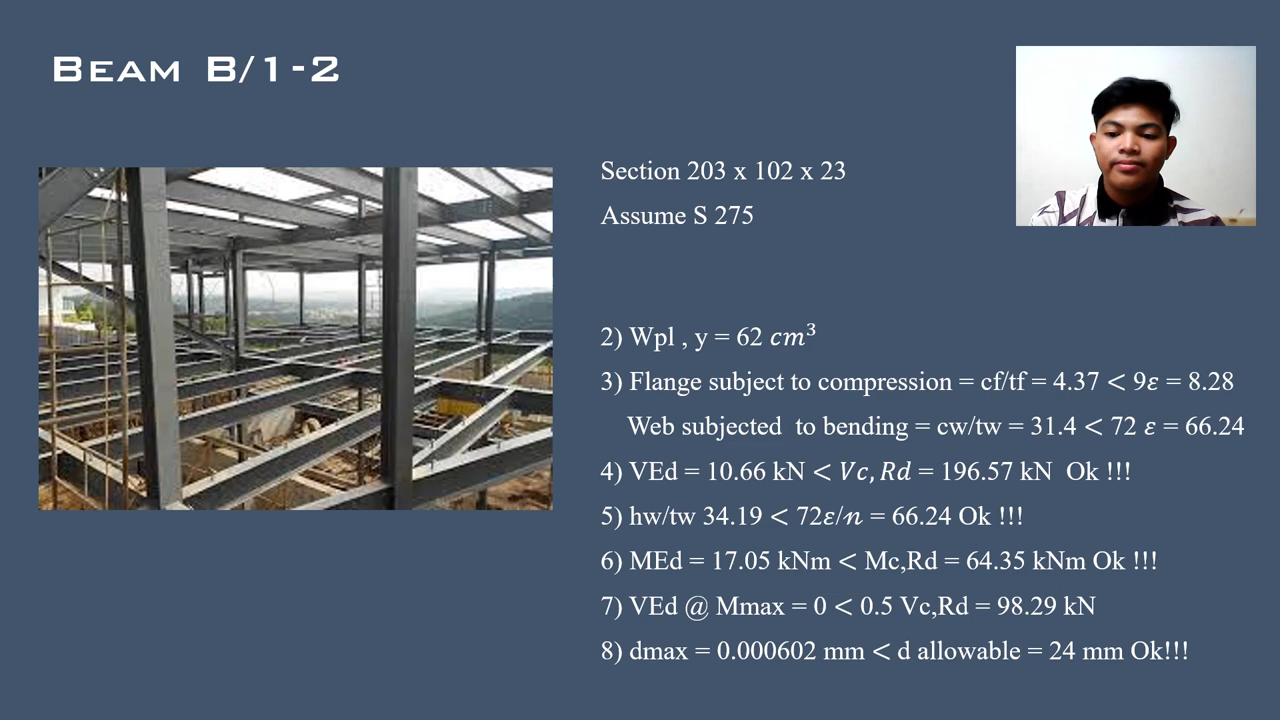 BEAM B/1-2
Section 203 x 102 x 23
Assume S 275
2) Wpl , y = 62 cm³
3) Flange subject to compression = cf/tf = 4.37 < 9ε = 8.28
Web subjected to bending = cw/tw = 31.4 < 72 ε = 66.24
4) VEd = 10.66 kN < Vc, Rd = 196.57 kN Ok !!!
5) hw/tw 34.19 < 72ε/n = 66.24 Ok !!!
6) MEd = 17.05 kNm < Mc,Rd = 64.35 kNm Ok !!!
7) VEd @ Mmax = 0 < 0.5 Vc,Rd = 98.29 kN
8) dmax = 0.000602 mm < d allowable = 24 mm Ok!!!